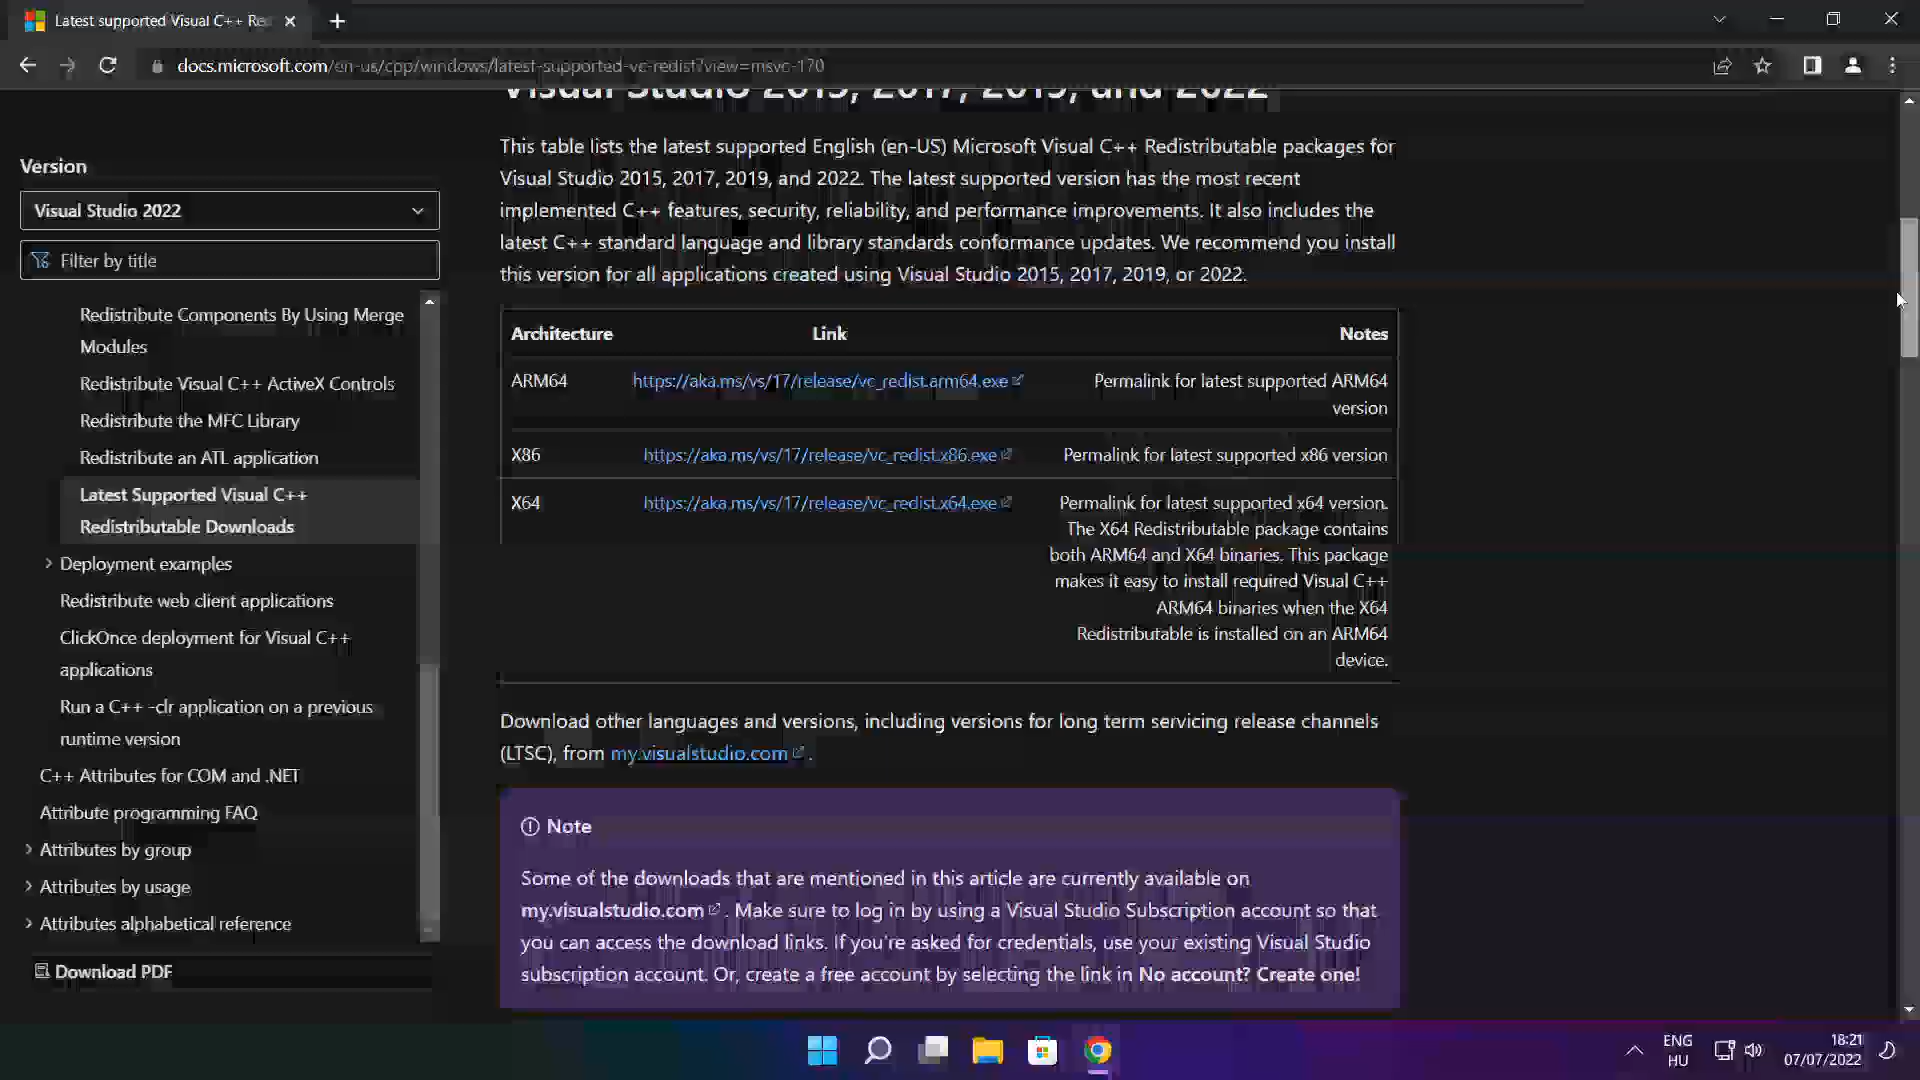 Latest supported Visual C++ Red
docs.microsoft.com/en-us/cpp/windows/latest-supported-vc-redist?view=msvc-170
Visual Studio 2015, 2017, 2019, and 2022
Version
Visual Studio 2022
Filter by title
Redistribute Components By Using Merge
Modules
Redistribute Visual C++ ActiveX Controls
Redistribute the MFC Library
Redistribute an ATL application
Latest Supported Visual C++
Redistributable Downloads
Deployment examples
Redistribute web client applications
ClickOnce deployment for Visual C++
applications
Run a C++ -clr application on a previous
runtime version
C++ Attributes for COM and .NET
Attribute programming FAQ
Attributes by group
Attributes by usage
Attributes alphabetical reference
Download PDF
This table lists the latest supported English (en-US) Microsoft Visual C++ Redistributable packages for
Visual Studio 2015, 2017, 2019, and 2022. The latest supported version has the most recent
implemented C++ features, security, reliability, and performance improvements. It also includes the
latest C++ standard language and library standards conformance updates. We recommend you install
this version for all applications created using Visual Studio 2015, 2017, 2019, or 2022.
Architecture Link Notes
ARM64 https://aka.ms/vs/17/release/vc_redist.arm64.exe Permalink for latest supported ARM64
version
X86 https://aka.ms/vs/17/release/vc_redist.x86.exe Permalink for latest supported x86 version
X64 https://aka.ms/vs/17/release/vc_redist.x64.exe Permalink for latest supported x64 version.
The X64 Redistributable package contains
both ARM64 and X64 binaries. This package
makes it easy to install required Visual C++
ARM64 binaries when the X64
Redistributable is installed on an ARM64
device.
Download other languages and versions, including versions for long term servicing release channels
(LTSC), from my.visualstudio.com .
Note
Some of the downloads that are mentioned in this article are currently available on
my.visualstudio.com . Make sure to log in by using a Visual Studio Subscription account so that
you can access the download links. If you're asked for credentials, use your existing Visual Studio
subscription account. Or, create a free account by selecting the link in No account? Create one!
ENG
HU
18:21
07/07/2022